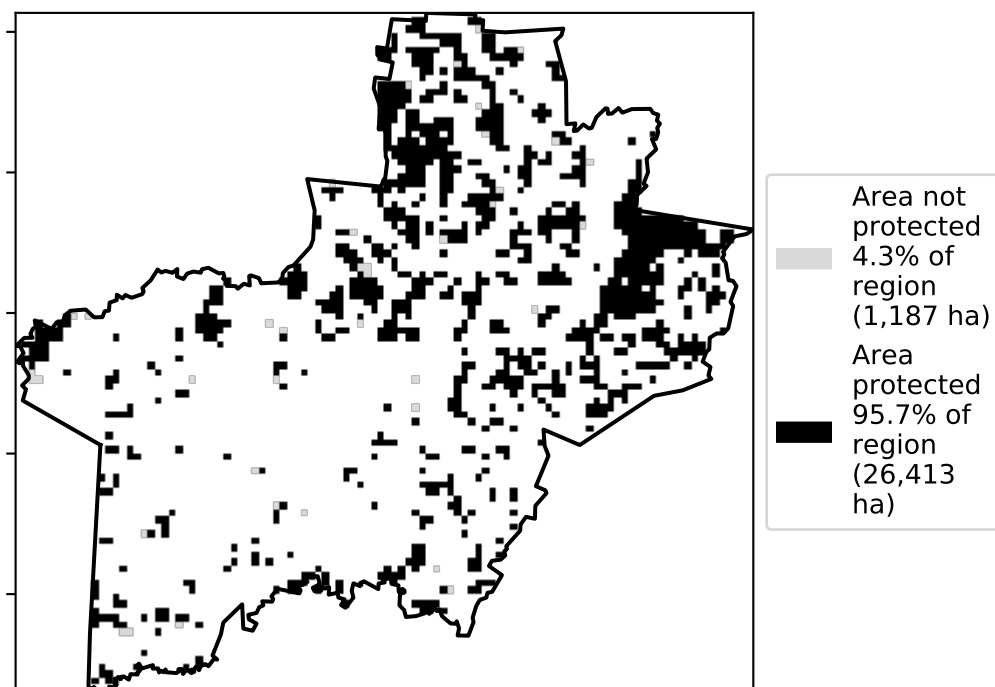 Area not
protected
4.3% of
region
(1,187 ha)
Area
protected
95.7% of
region
(26,413
ha)